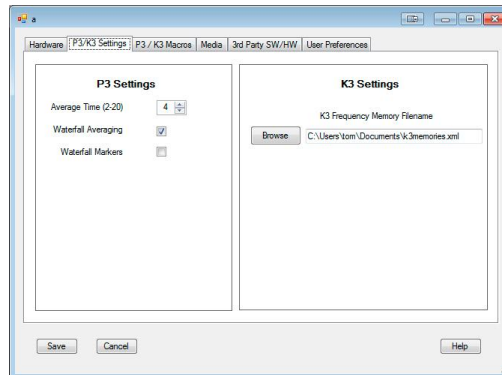 a
Hardware P3/K3 Settings P3 / K3 Macros Media 3rd Party SW/HW User Preferences
P3 Settings
Average Time (2-20) 4
Waterfall Averaging
Waterfall Markers
K3 Settings
K3 Frequency Memory Filename
Browse C:\Users\tom\Documents\k3memories.xml
Save Cancel Help